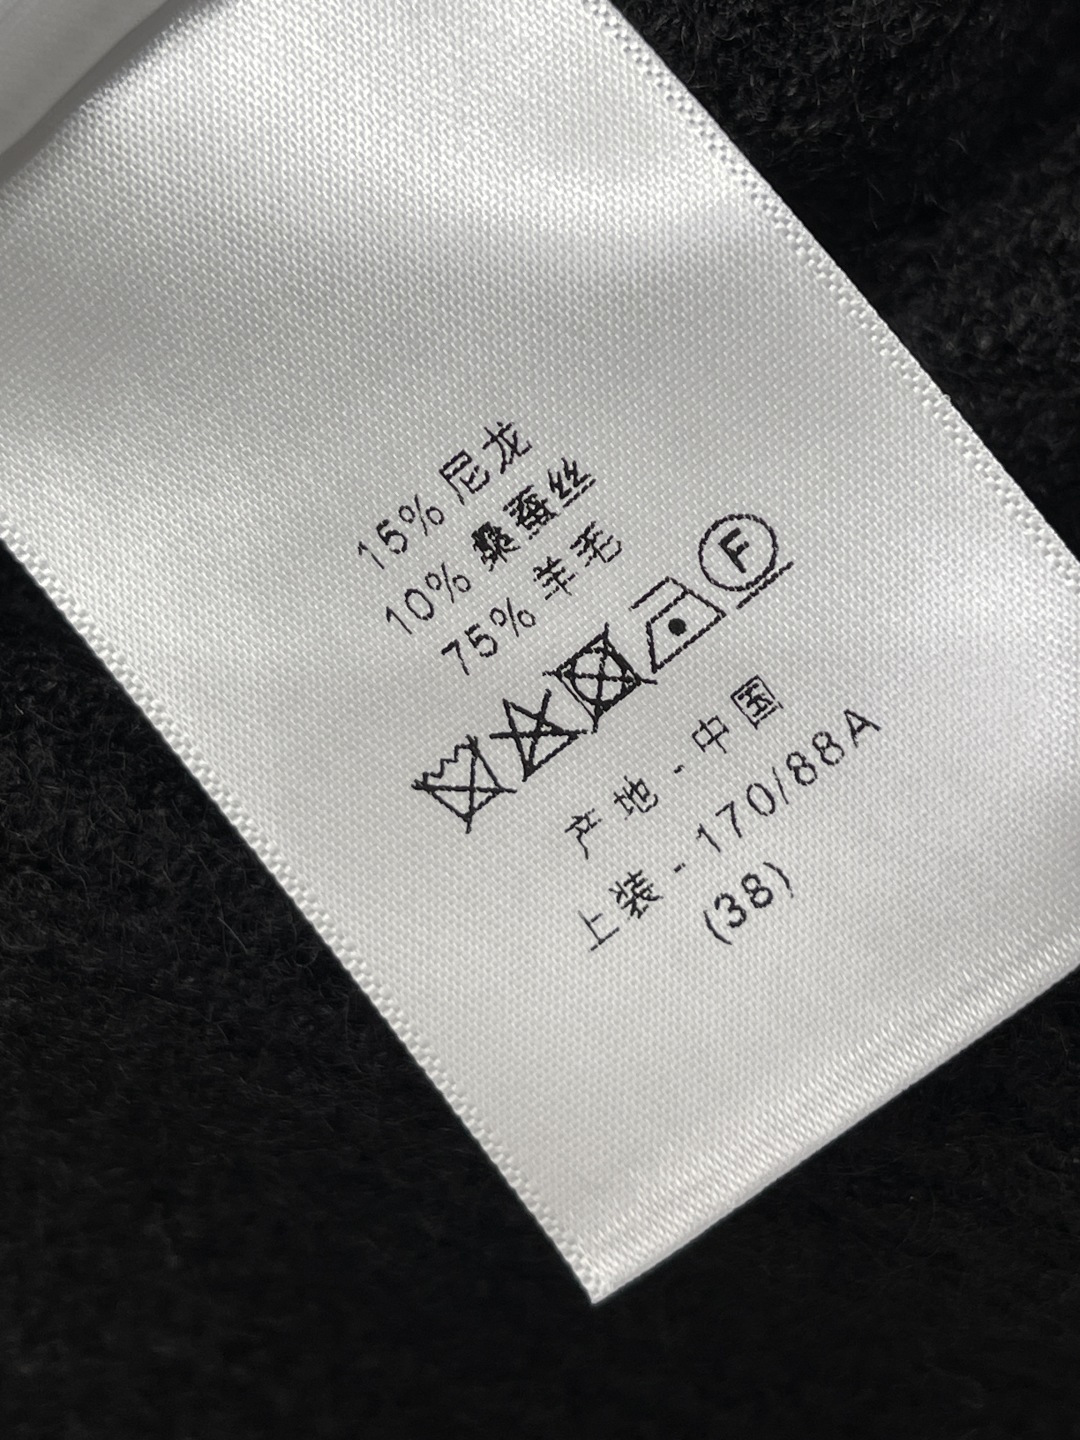 15% 尼龙
10% 桑蚕丝
75% 羊毛
F
产地 - 中国
上装 - 170/88A
(38)